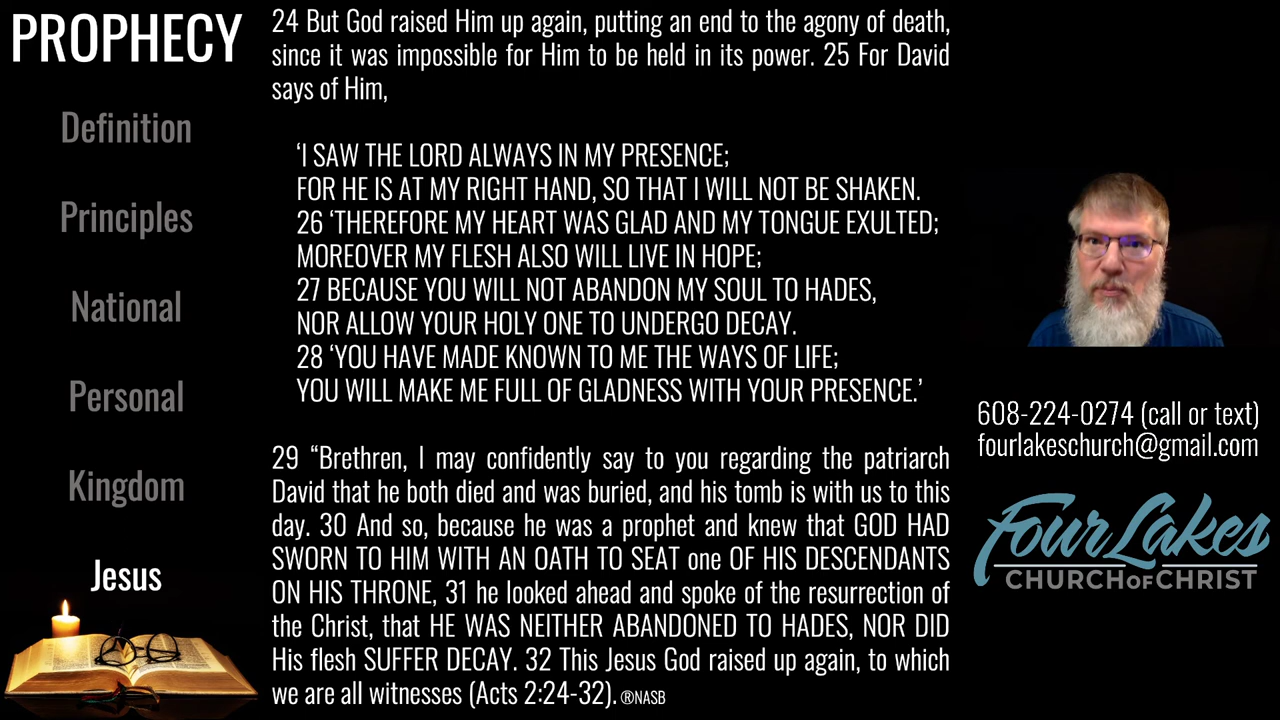 PROPHECY
Definition
Principles
National
Personal
Kingdom
Jesus
24 But God raised Him up again, putting an end to the agony of death,
since it was impossible for Him to be held in its power. 25 For David
says of Him,
‘I SAW THE LORD ALWAYS IN MY PRESENCE;
FOR HE IS AT MY RIGHT HAND, SO THAT I WILL NOT BE SHAKEN.
26 ‘THEREFORE MY HEART WAS GLAD AND MY TONGUE EXULTED;
MOREOVER MY FLESH ALSO WILL LIVE IN HOPE;
27 BECAUSE YOU WILL NOT ABANDON MY SOUL TO HADES,
NOR ALLOW YOUR HOLY ONE TO UNDERGO DECAY.
28 ‘YOU HAVE MADE KNOWN TO ME THE WAYS OF LIFE;
YOU WILL MAKE ME FULL OF GLADNESS WITH YOUR PRESENCE.’
29 “Brethren, I may confidently say to you regarding the patriarch
David that he both died and was buried, and his tomb is with us to this
day. 30 And so, because he was a prophet and knew that GOD HAD
SWORN TO HIM WITH AN OATH TO SEAT one OF HIS DESCENDANTS
ON HIS THRONE, 31 he looked ahead and spoke of the resurrection of
the Christ, that HE WAS NEITHER ABANDONED TO HADES, NOR DID
His flesh SUFFER DECAY. 32 This Jesus God raised up again, to which
we are all witnesses (Acts 2:24-32). ®NASB
608-224-0274 (call or text)
fourlakeschurch@gmail.com
Four Lakes
CHURCH OF CHRIST